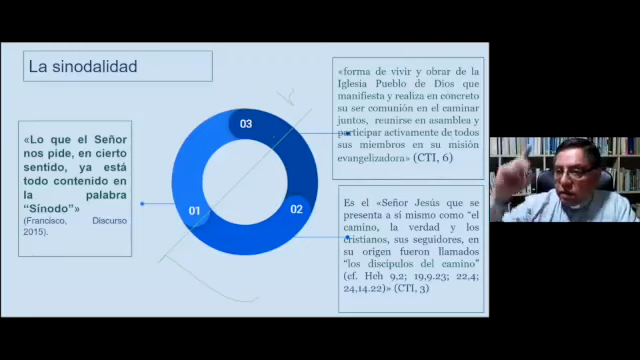 La sinodalidad
«Lo que el Señor
nos pide, en cierto
sentido, ya está
todo contenido en
la palabra
“Sínodo”»
(Francisco, Discurso
2015).
03
01
02
«forma de vivir y obrar de la
Iglesia Pueblo de Dios que
manifiesta y realiza en concreto
su ser comunión en el caminar
juntos, reunirse en asamblea y
participar activamente de todos
sus miembros en su misión
evangelizadora» (CTI, 6)
Es el «Señor Jesús que se
presenta a sí mismo como “el
camino, la verdad y los
cristianos, sus seguidores, en
su origen fueron llamados
“los discípulos del camino”
(cf. Hch 9,2; 19,9.23; 22,4;
24,14.22)» (CTI, 3)